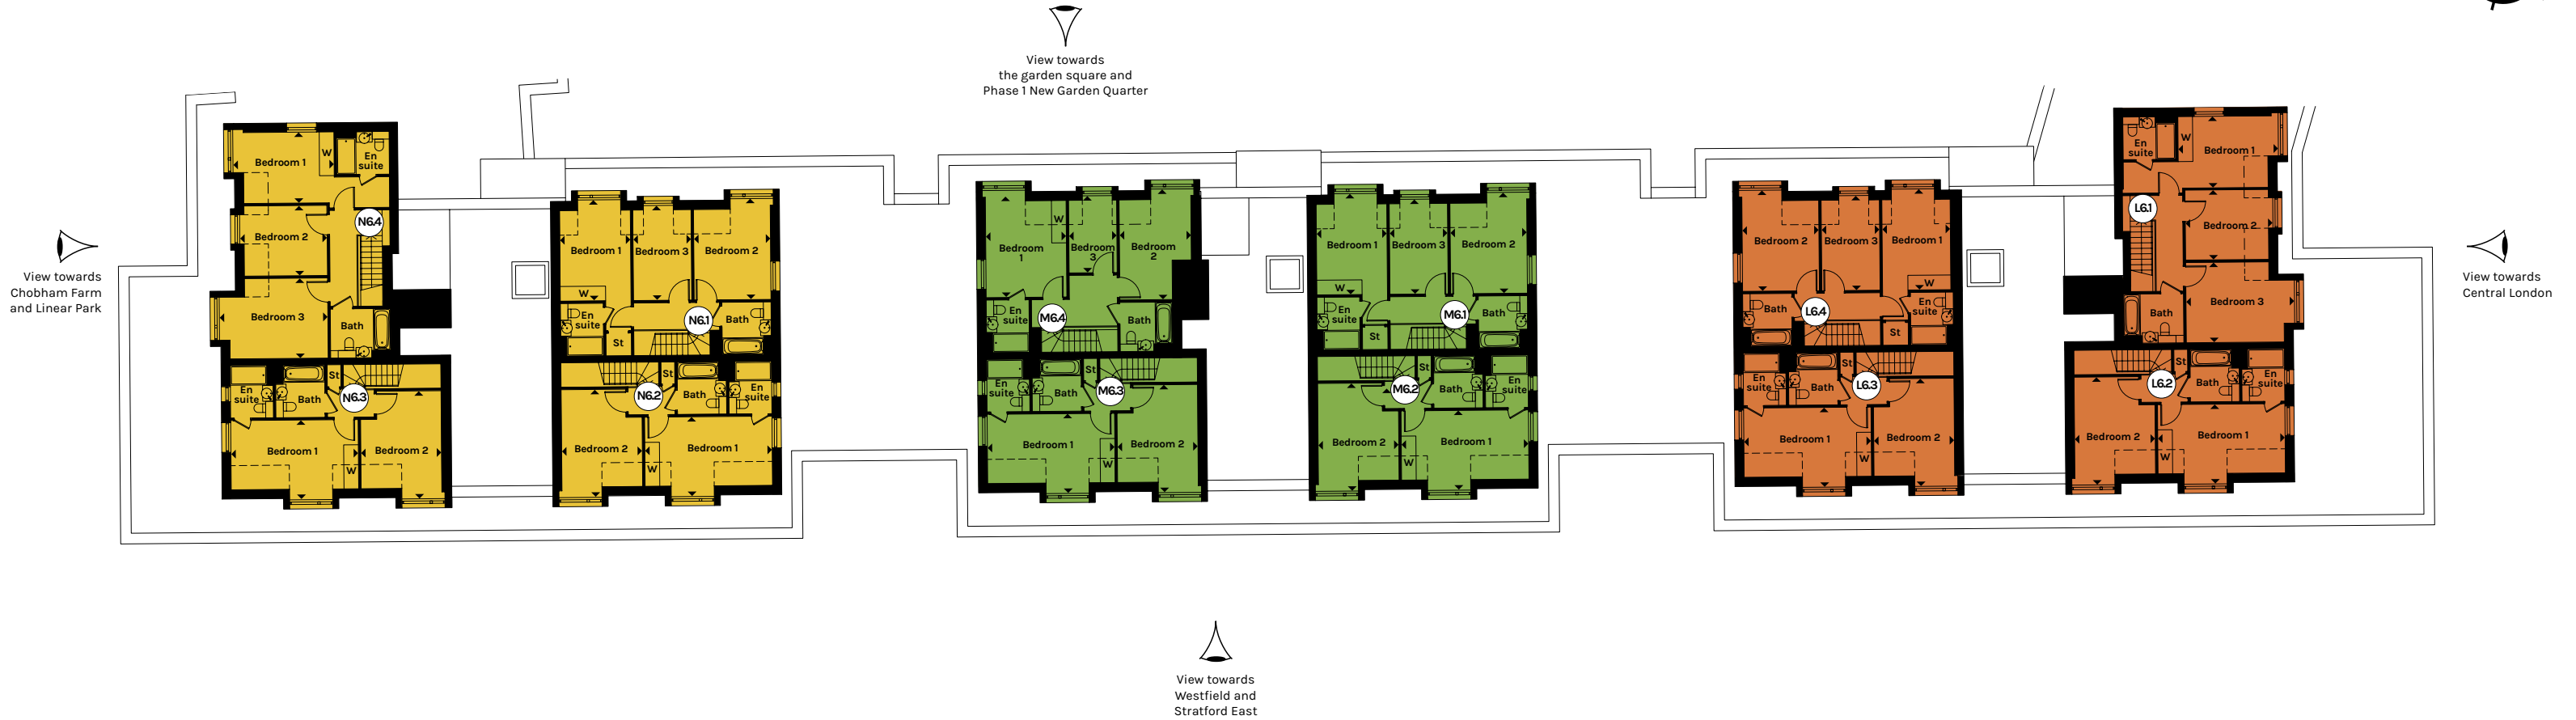 View towards
the garden square and
Phase 1 New Garden Quarter
View towards
Chobham Farm
and Linear Park
Bedroom 1
W
En
suite
N6.4
Bedroom 2
Bedroom 3
Bath
En
suite
Bath
St
N6.3
Bedroom 1
W
Bedroom 2
Bedroom 1
Bedroom 3
Bedroom 2
W
En
suite
St
N6.1
Bath
N6.2
St
Bath
En
suite
Bedroom 2
W
Bedroom 1
W
Bedroom
1
Bedroom
3
Bedroom
2
En
suite
M6.4
Bath
En
suite
Bath
St
M6.3
Bedroom 1
W
Bedroom 2
Bedroom 1
Bedroom 3
Bedroom 2
W
En
suite
St
M6.1
Bath
M6.2
St
Bath
En
suite
Bedroom 2
W
Bedroom 1
Bedroom 2
Bedroom 3
Bedroom 1
W
Bath
L6.4
St
En
suite
En
suite
Bath
St
L6.3
Bedroom 1
W
Bedroom 2
En
suite
W
Bedroom 1
L6.1
Bedroom 2
Bedroom 3
Bath
L6.2
St
Bath
En
suite
Bedroom 2
W
Bedroom 1
View towards
Central London
View towards
Westfield and
Stratford East